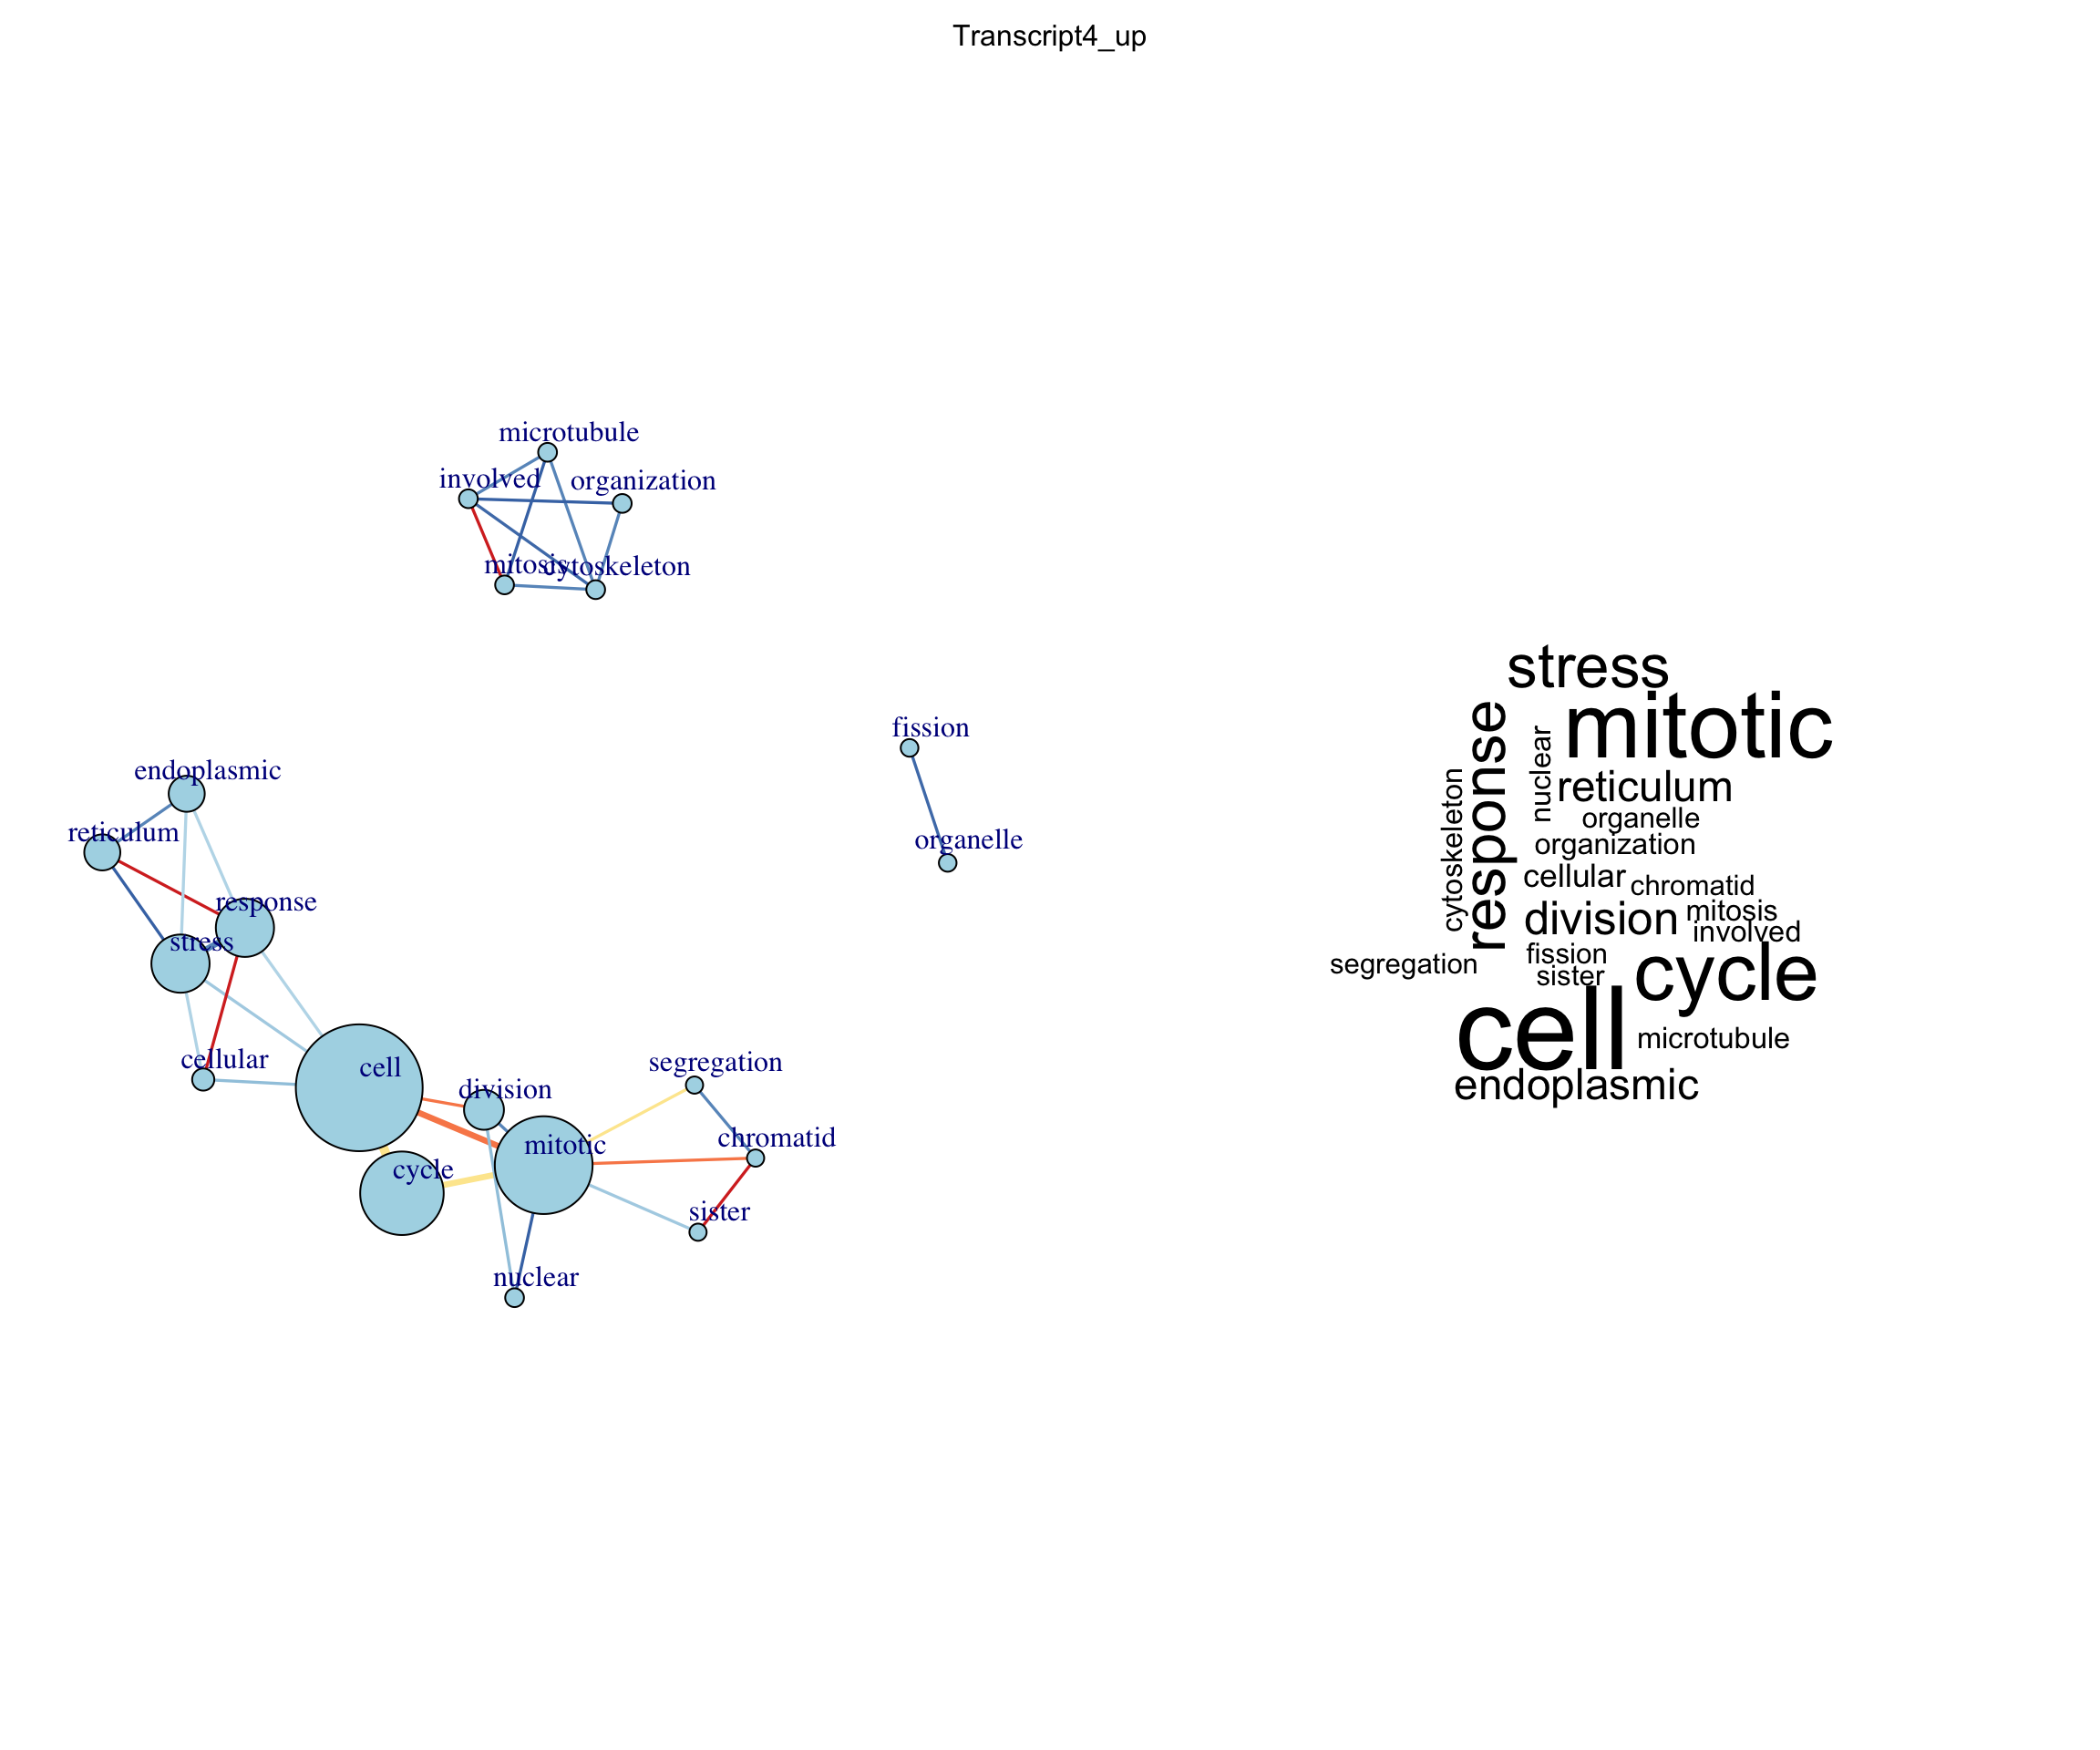 Transcript4_up
microtubule
involved
organization
mitosis
cytoskeleton
fission
organelle
endoplasmic
reticulum
response
stress
cellular
cell
division
segregation
mitotic
chromatid
cycle
sister
nuclear
stress
mitotic
response
nuclear
reticulum
cytoskeleton
organelle
organization
cellular
chromatid
division
mitosis
involved
segregation
fission
sister
cycle
cell
microtubule
endoplasmic